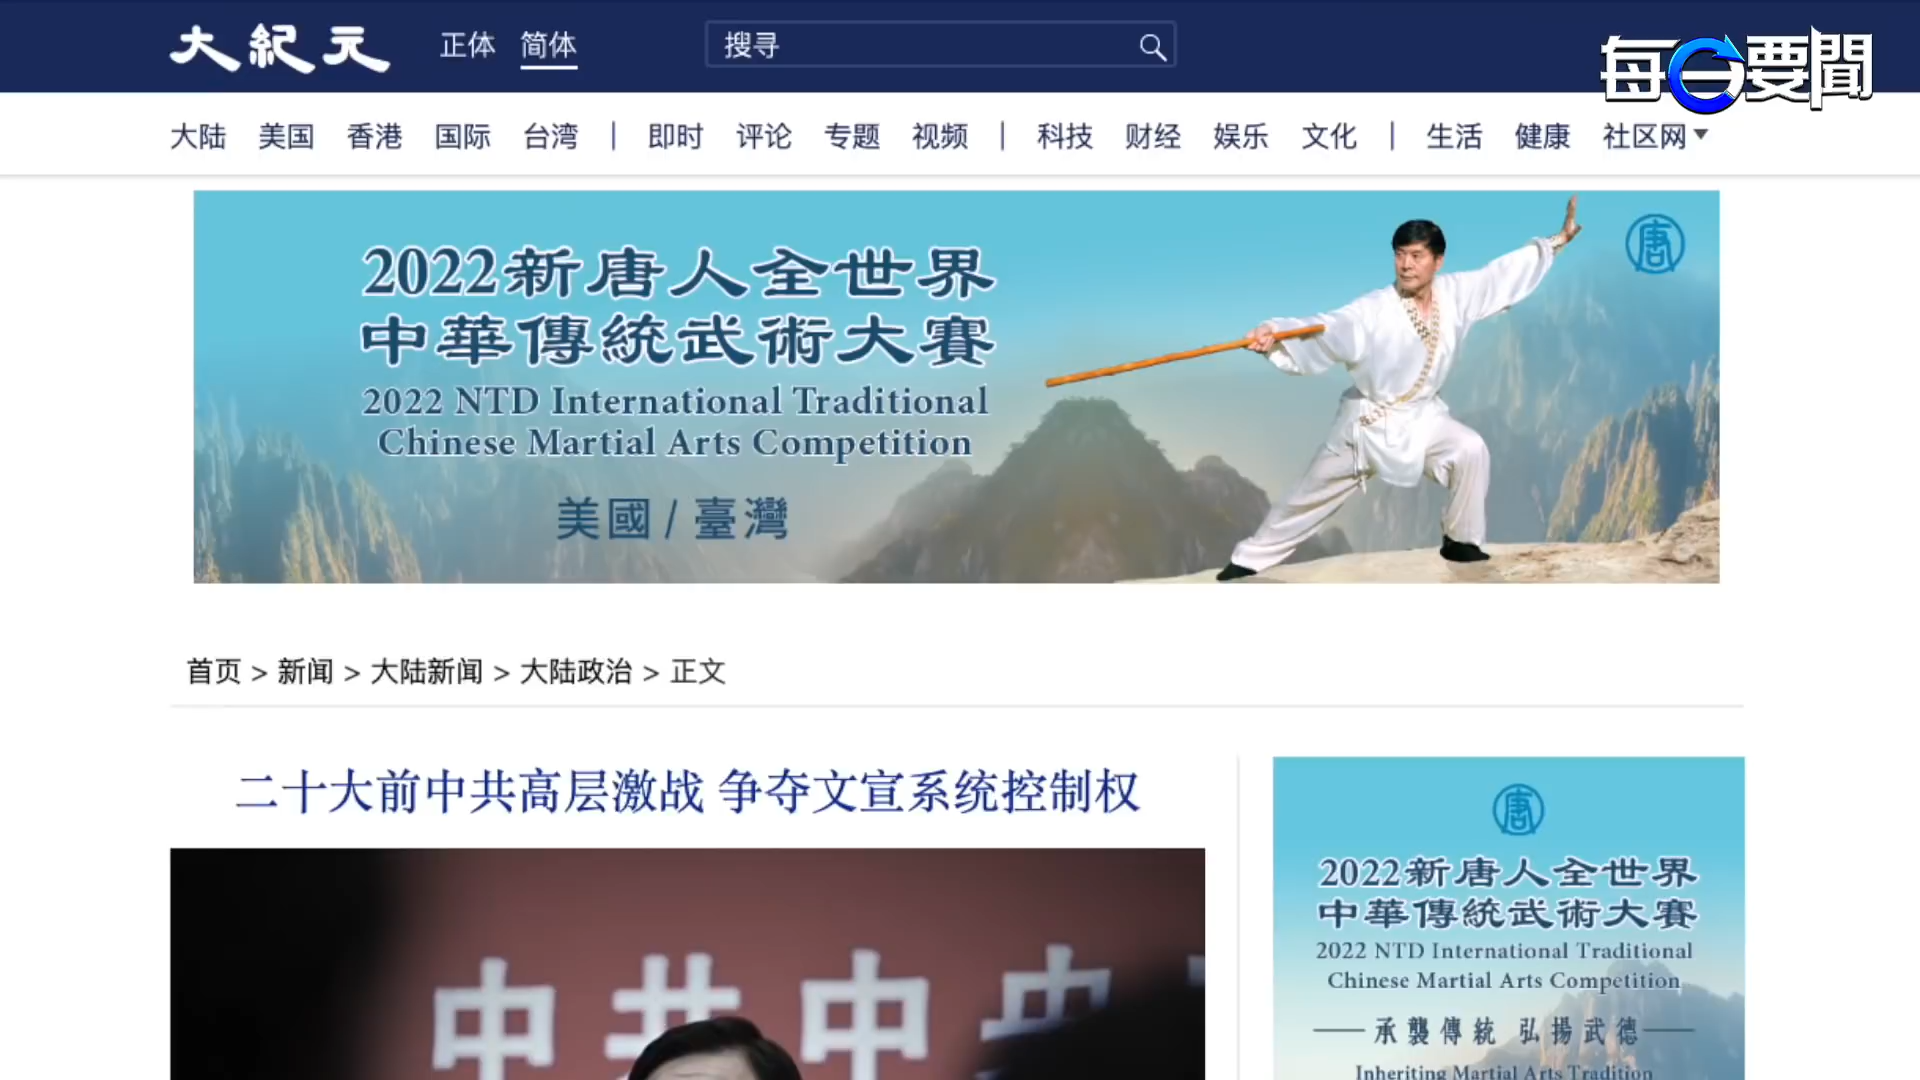 大紀元 正体 简体 搜寻
每日要聞
大陆 美国 香港 国际 台湾 | 即时 评论 专题 视频 | 科技 财经 娱乐 文化 | 生活 健康 社区网
2022新唐人全世界
中華傳統武術大賽
2022 NTD International Traditional
Chinese Martial Arts Competition
美國 / 臺灣
唐
首页 > 新闻 > 大陆新闻 > 大陆政治 > 正文
二十大前中共高层激战 争夺文宣系统控制权
中共中央
唐
2022新唐人全世界
中華傳統武術大賽
2022 NTD International Traditional
Chinese Martial Arts Competition
承襲傳統 弘揚武德
Inheriting Martial Arts Tradition